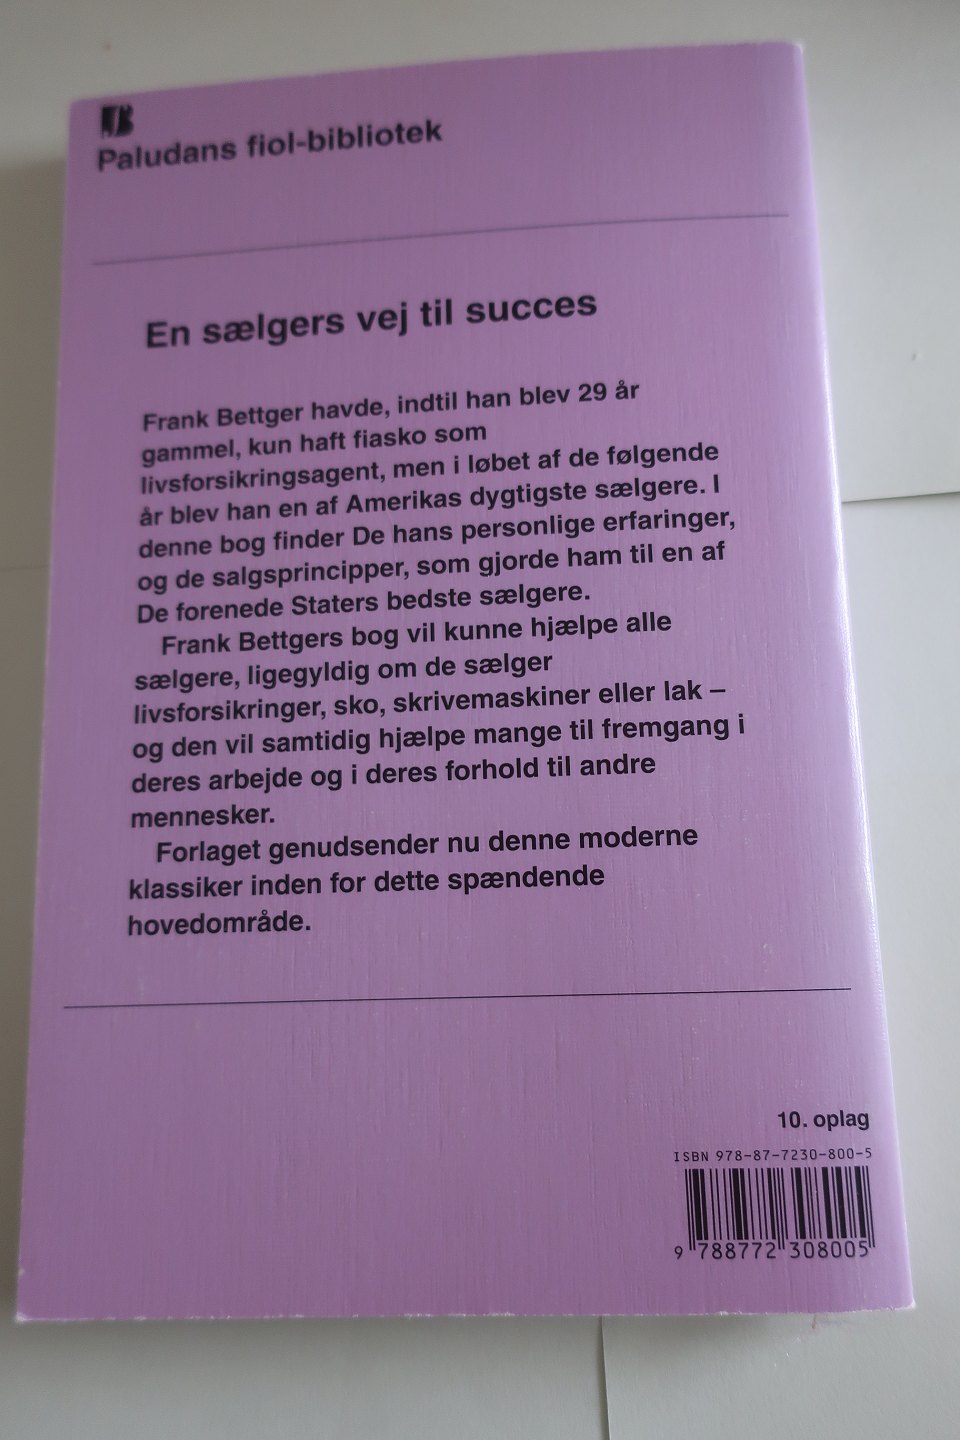 Paludans fiol-bibliotek
En sælgers vej til succes
Frank Bettger havde, indtil han blev 29 år
gammel, kun haft fiasko som
livsforsikringsagent, men i løbet af de følgende
år blev han en af Amerikas dygtigste sælgere. I
denne bog finder De hans personlige erfaringer,
og de salgsprincipper, som gjorde ham til en af
De forenede Staters bedste sælgere.
Frank Bettgers bog vil kunne hjælpe alle
sælgere, ligegyldig om de sælger
livsforsikringer, sko, skrivemaskiner eller lak –
og den vil samtidig hjælpe mange til fremgang i
deres arbejde og i deres forhold til andre
mennesker.
Forlaget genudsender nu denne moderne
klassiker inden for dette spændende
hovedområde.
10. oplag
ISBN 978-87-7230-800-5
9 788772 308005